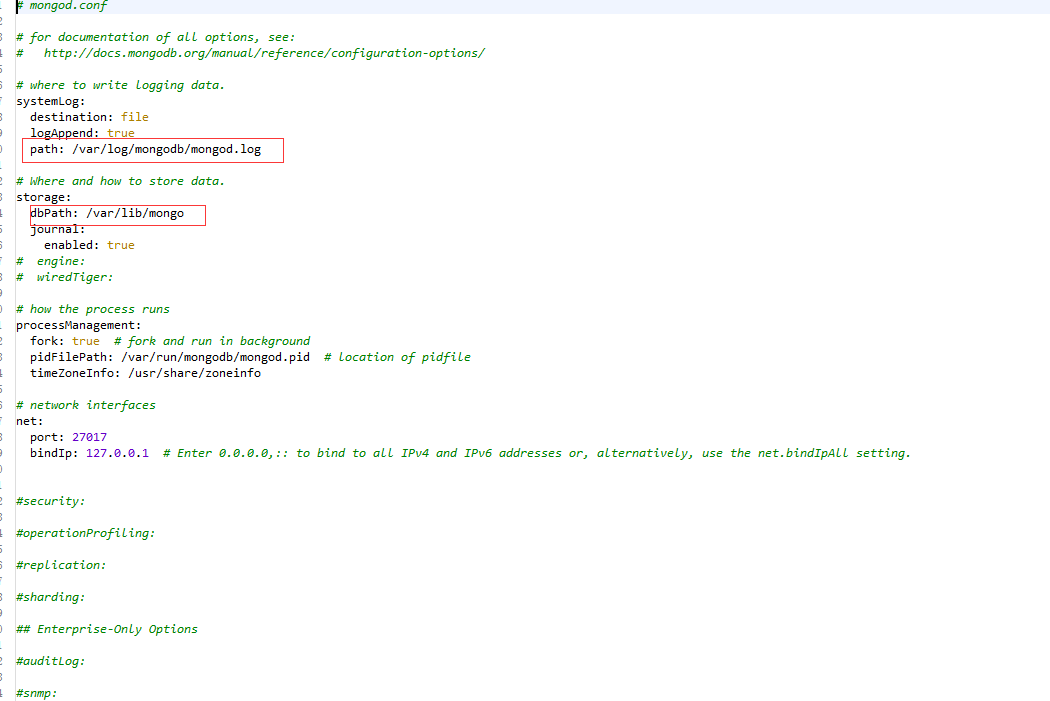 # mongod.conf
# for documentation of all options, see:
#   http://docs.mongodb.org/manual/reference/configuration-options/
# where to write logging data.
systemLog:
  destination: file
  logAppend: true
  path: /var/log/mongodb/mongod.log
# Where and how to store data.
storage:
  dbPath: /var/lib/mongo
  journal:
    enabled: true
#  engine:
#  wiredTiger:
# how the process runs
processManagement:
  fork: true  # fork and run in background
  pidFilePath: /var/run/mongodb/mongod.pid  # location of pidfile
  timeZoneInfo: /usr/share/zoneinfo
# network interfaces
net:
  port: 27017
  bindIp: 127.0.0.1  # Enter 0.0.0.0,:: to bind to all IPv4 and IPv6 addresses or, alternatively, use the net.bindIpAll setting.
#security:
#operationProfiling:
#replication:
#sharding:
## Enterprise-Only Options
#auditLog:
#snmp: